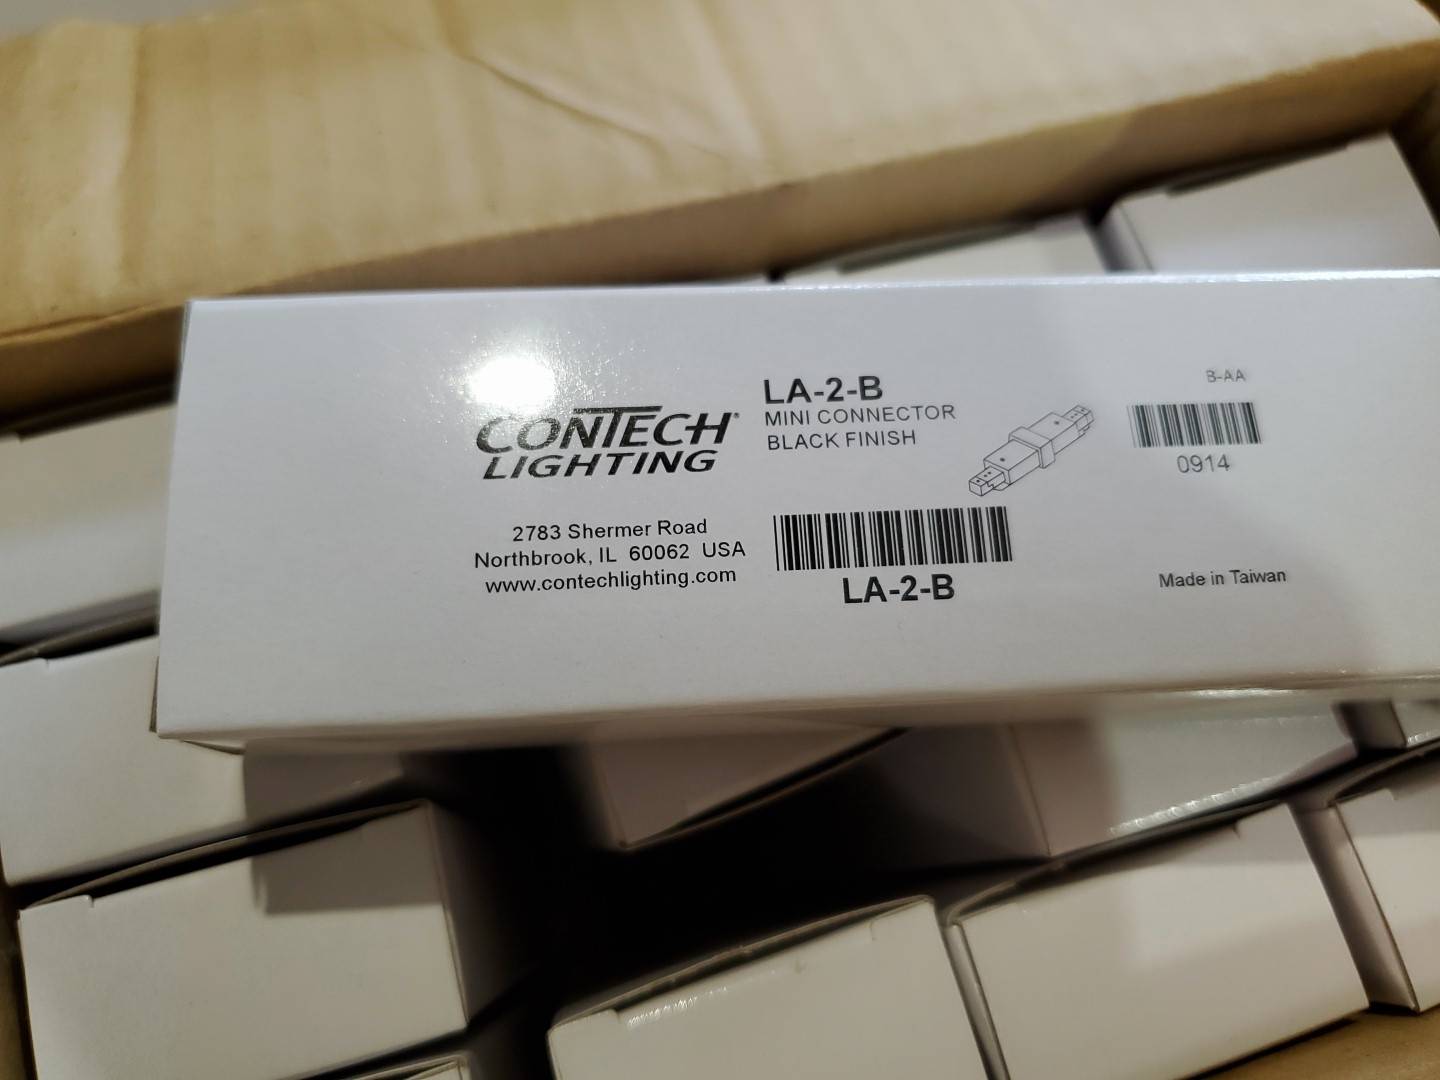 CONTECH
LIGHTING
2783 Shermer Road
Northbrook, IL 60062 USA
www.contechlighting.com
LA-2-B
MINI CONNECTOR
BLACK FINISH
LA-2-B
B-AA
0914
Made in Taiwan